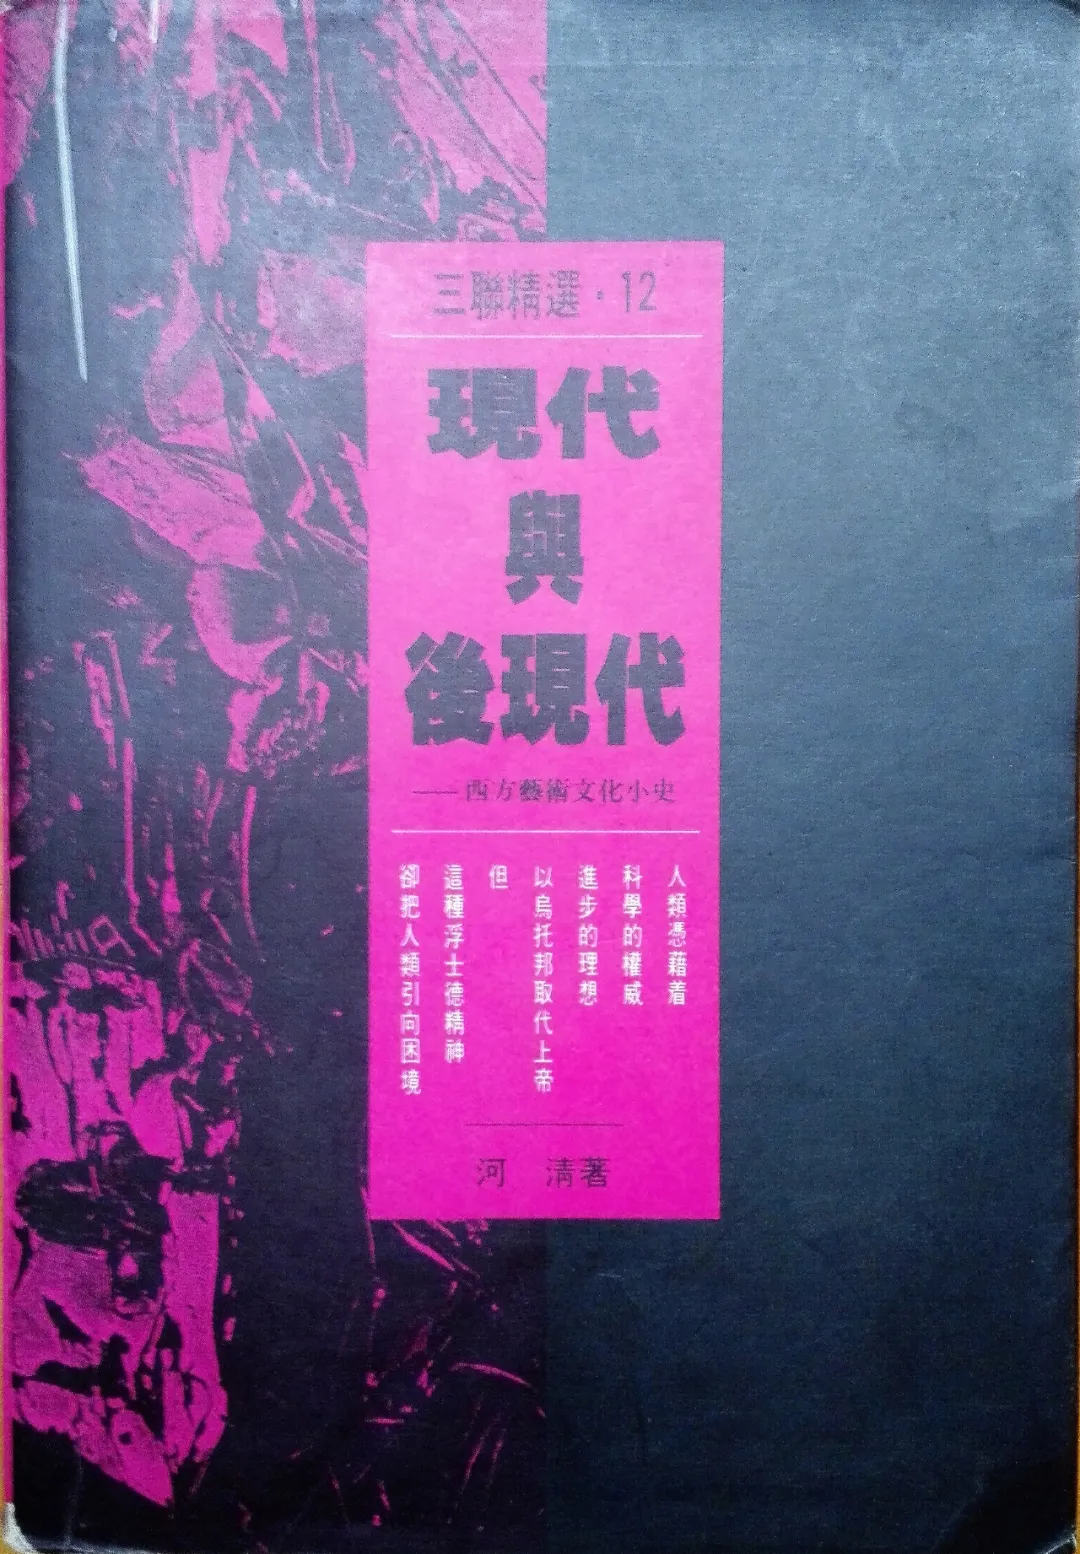 三聯精選·12
現代
與
後現代
——西方藝術文化小史
人類憑藉着
科學的權威
進步的理想
以烏托邦取代上帝
但
這種浮士德精神
卻把人類引向困境
河　清著